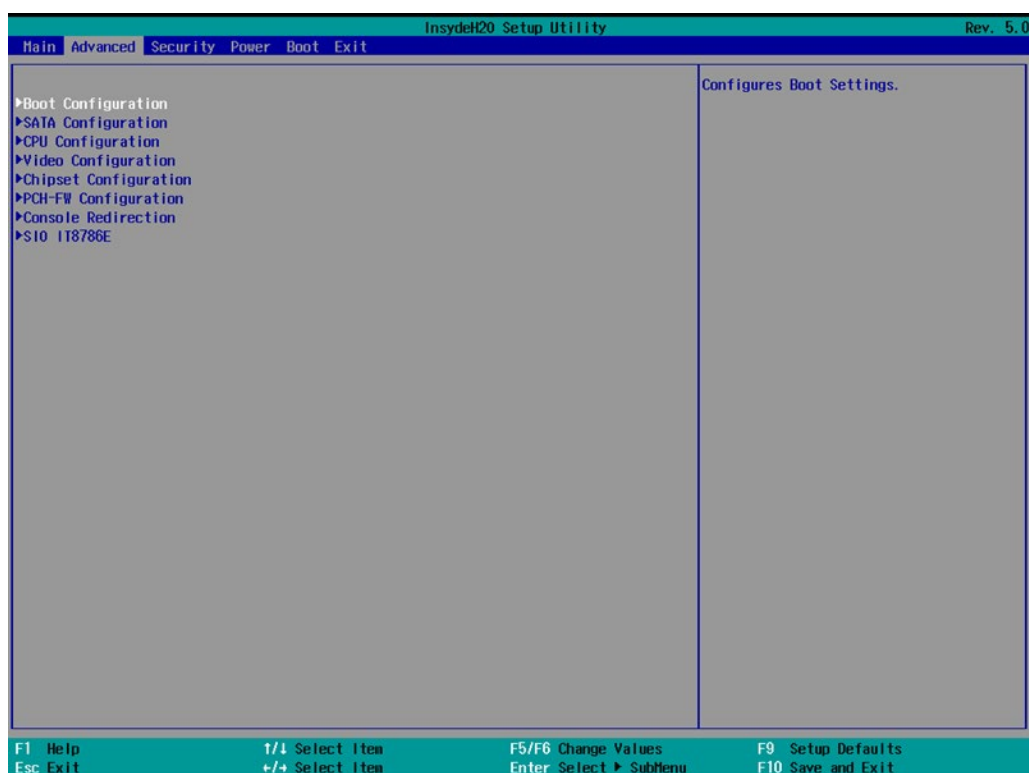 InsydeH20 Setup Utility Rev. 5.0
Main Advanced Security Power Boot Exit
Configures Boot Settings.
▶Boot Configuration
▶SATA Configuration
▶CPU Configuration
▶Video Configuration
▶Chipset Configuration
▶PCH-FW Configuration
▶Console Redirection
▶SIO IT8786E
F1 Help ↑/↓ Select Item F5/F6 Change Values F9 Setup Defaults
Esc Exit ←/→ Select Item Enter Select ▶ SubMenu F10 Save and Exit